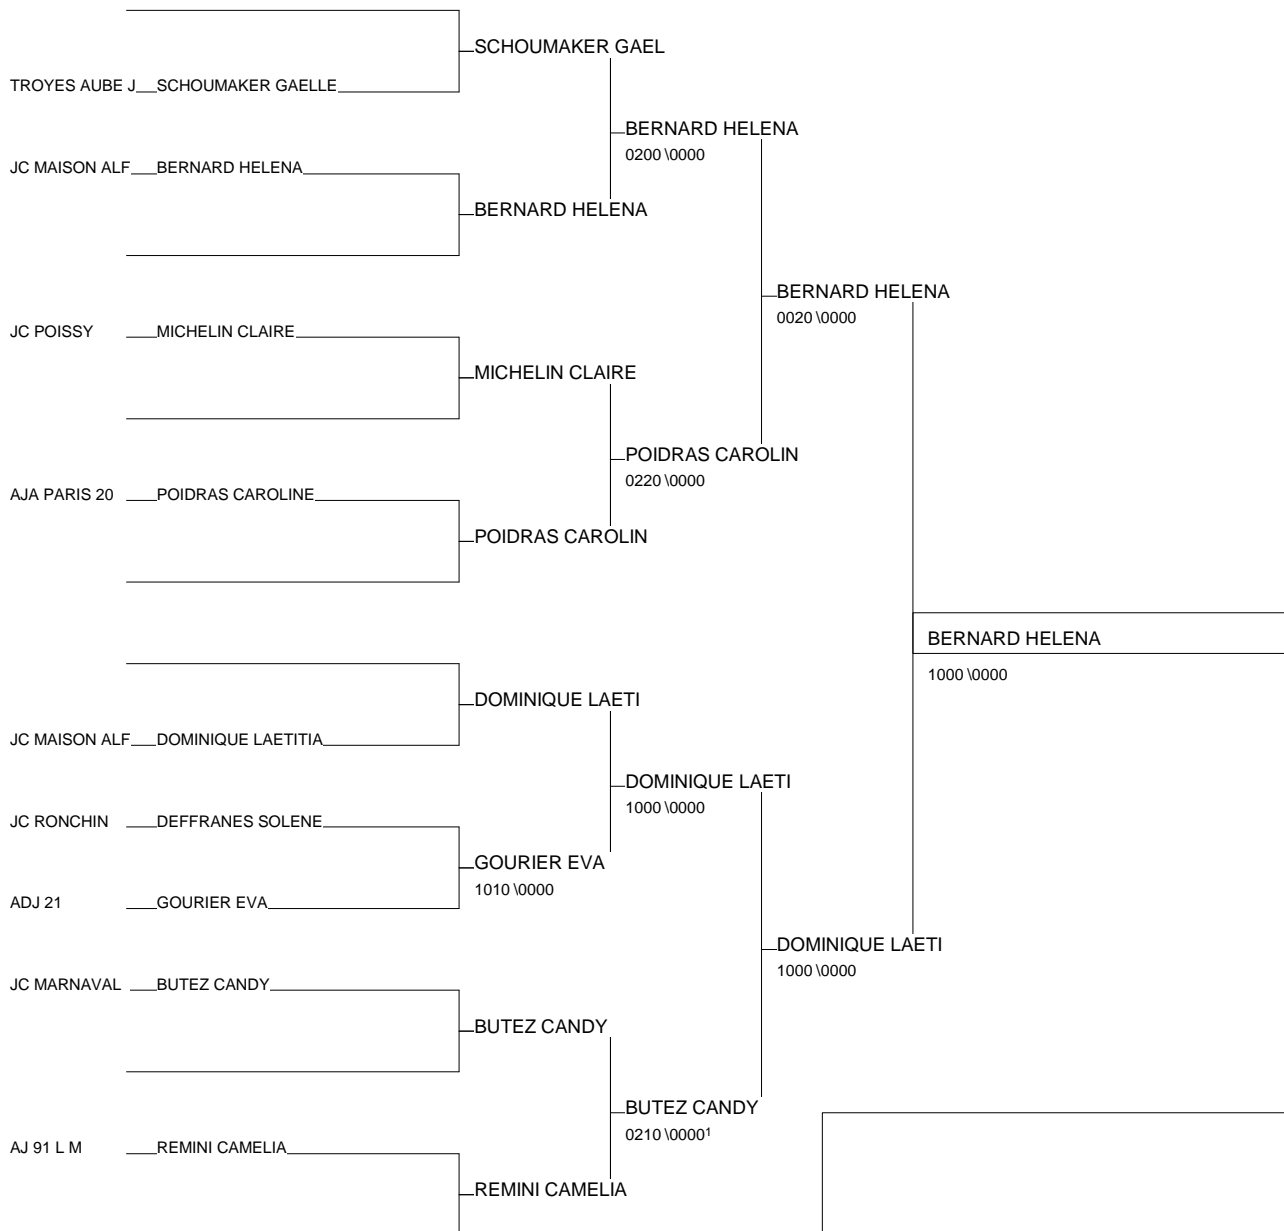 SCHOUMAKER GAEL
TROYES AUBE J SCHOUMAKER GAELLE
BERNARD HELENA
0200 \0000
JC MAISON ALF BERNARD HELENA
BERNARD HELENA
BERNARD HELENA
0020 \0000
JC POISSY MICHELIN CLAIRE
MICHELIN CLAIRE
POIDRAS CAROLIN
0220 \0000
AJA PARIS 20 POIDRAS CAROLINE
POIDRAS CAROLIN
BERNARD HELENA
1000 \0000
DOMINIQUE LAETI
JC MAISON ALF DOMINIQUE LAETITIA
DOMINIQUE LAETI
1000 \0000
JC RONCHIN DEFFRANES SOLENE
GOURIER EVA
1010 \0000
ADJ 21 GOURIER EVA
DOMINIQUE LAETI
1000 \0000
JC MARNAVAL BUTEZ CANDY
BUTEZ CANDY
BUTEZ CANDY
0210 \0000¹
AJ 91 L M REMINI CAMELIA
REMINI CAMELIA